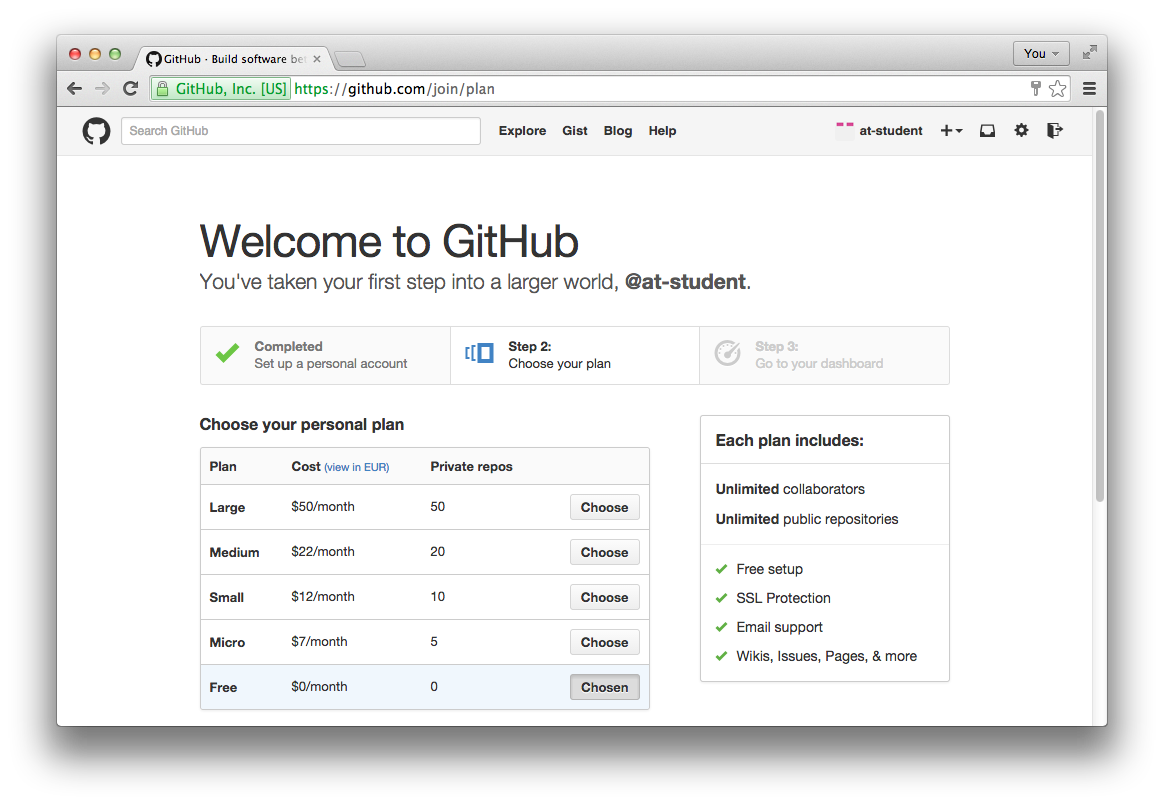 GitHub · Build software be
You
GitHub, Inc. [US] https://github.com/join/plan
Search GitHub Explore Gist Blog Help at-student
Welcome to GitHub
You've taken your first step into a larger world, @at-student.
Completed
Set up a personal account
Step 2:
Choose your plan
Step 3:
Go to your dashboard
Choose your personal plan
Plan Cost (view in EUR) Private repos
Large $50/month 50 Choose
Medium $22/month 20 Choose
Small $12/month 10 Choose
Micro $7/month 5 Choose
Free $0/month 0 Chosen
Each plan includes:
Unlimited collaborators
Unlimited public repositories
Free setup
SSL Protection
Email support
Wikis, Issues, Pages, & more